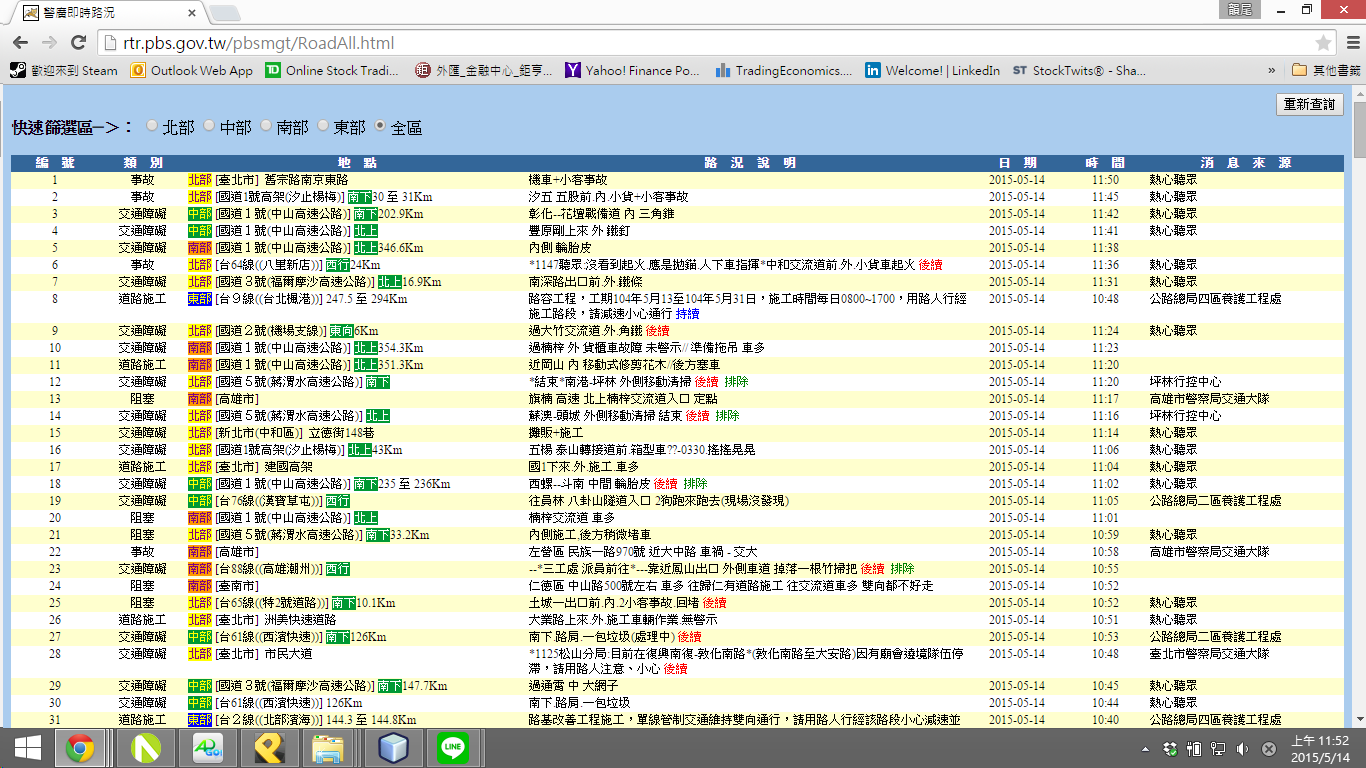 警廣即時路況
韻尾
rtr.pbs.gov.tw/pbsmgt/RoadAll.html
歡迎來到 Steam Outlook Web App Online Stock Tradi... 外匯_金融中心_鉅亨... Yahoo! Finance Po... TradingEconomics.... Welcome! | LinkedIn StockTwits® - Sha... » 其他書籤
重新查詢
快速篩選區─>： 北部 中部 南部 東部 全區
編 號 類 別 地 點 路 況 說 明 日 期 時 間 消 息 來 源
1 事故 北部 [臺北市] 舊宗路南京東路 機車+小客事故 2015-05-14 11:50 熱心聽眾
2 事故 北部 [國道1號高架(汐止楊梅)] 南下30 至 31Km 汐五 五股前.內.小貨+小客事故 2015-05-14 11:45 熱心聽眾
3 交通障礙 中部 [國道１號(中山高速公路)] 南下202.9Km 彰化--花壇戰備道 內 三角錐 2015-05-14 11:42 熱心聽眾
4 交通障礙 中部 [國道１號(中山高速公路)] 北上 豐原剛上來 外 鐵釘 2015-05-14 11:41 熱心聽眾
5 交通障礙 南部 [國道１號(中山高速公路)] 北上346.6Km 內側 輪胎皮 2015-05-14 11:38
6 事故 北部 [台64線((八里新店))] 西行24Km *1147聽眾:沒看到起火.應是拋錨.人下車指揮*中和交流道前.外.小貨車起火 後續 2015-05-14 11:36 熱心聽眾
7 交通障礙 北部 [國道３號(福爾摩沙高速公路)] 北上16.9Km 南深路出口前.外.鐵條 2015-05-14 11:31 熱心聽眾
8 道路施工 東部 [台９線((台北楓港))] 247.5 至 294Km 路容工程，工期104年5月13至104年5月31日，施工時間每日0800~1700，用路人行經 2015-05-14 10:48 公路總局四區養護工程處
施工路段，請減速小心通行 持續
9 交通障礙 北部 [國道２號(機場支線)] 東向6Km 過大竹交流道.外.角鐵 後續 2015-05-14 11:24 熱心聽眾
10 交通障礙 南部 [國道１號(中山高速公路)] 北上354.3Km 過楠梓 外 貨櫃車故障 未警示// 準備拖吊 車多 2015-05-14 11:23
11 道路施工 南部 [國道１號(中山高速公路)] 北上351.3Km 近岡山 內 移動式修剪花木//後方塞車 2015-05-14 11:20
12 交通障礙 北部 [國道５號(蔣渭水高速公路)] 南下 *結束*南港-坪林 外側移動清掃 後續 排除 2015-05-14 11:20 坪林行控中心
13 阻塞 南部 [高雄市] 旗楠 高速 北上楠梓交流道入口 定點 2015-05-14 11:17 高雄市警察局交通大隊
14 交通障礙 北部 [國道５號(蔣渭水高速公路)] 北上 蘇澳-頭城 外側移動清掃 結束 後續 排除 2015-05-14 11:16 坪林行控中心
15 交通障礙 北部 [新北市(中和區)] 立德街148巷 攤販+施工 2015-05-14 11:14 熱心聽眾
16 交通障礙 北部 [國道1號高架(汐止楊梅)] 北上43Km 五楊 泰山轉接道前.箱型車??-0330.搖搖晃晃 2015-05-14 11:06 熱心聽眾
17 道路施工 北部 [臺北市] 建國高架 國1下來.外.施工.車多 2015-05-14 11:04 熱心聽眾
18 交通障礙 中部 [國道１號(中山高速公路)] 南下235 至 236Km 西螺--斗南 中間 輪胎皮 後續 排除 2015-05-14 11:02 熱心聽眾
19 交通障礙 中部 [台76線((漢寶草屯))] 西行 往員林 八卦山隧道入口 2狗跑來跑去(現場沒發現) 2015-05-14 11:05 公路總局二區養護工程處
20 阻塞 南部 [國道１號(中山高速公路)] 北上 楠梓交流道 車多 2015-05-14 11:01
21 阻塞 北部 [國道５號(蔣渭水高速公路)] 南下33.2Km 內側施工,後方稍微堵車 2015-05-14 10:59 熱心聽眾
22 事故 南部 [高雄市] 左營區 民族一路970號 近大中路 車禍 - 交大 2015-05-14 10:58 高雄市警察局交通大隊
23 交通障礙 南部 [台88線((高雄潮州))] 西行 --*三工處 派員前往*---靠近鳳山出口 外側車道 掉落一根竹掃把 後續 排除 2015-05-14 10:55
24 阻塞 南部 [臺南市] 仁德區 中山路500號左右 車多 往歸仁有道路施工 往交流道車多 雙向都不好走 2015-05-14 10:52
25 阻塞 北部 [台65線((特2號道路))] 南下10.1Km 土城一出口前.內.2小客事故.回堵 後續 2015-05-14 10:52 熱心聽眾
26 道路施工 北部 [臺北市] 洲美快速道路 大業路上來.外.施工車輛作業.無警示 2015-05-14 10:51 熱心聽眾
27 交通障礙 中部 [台61線((西濱快速))] 南下126Km 南下.路肩.一包垃圾(處理中) 後續 2015-05-14 10:53 公路總局二區養護工程處
28 交通障礙 北部 [臺北市] 市民大道 *1125松山分局:目前在復興南復-敦化南路*(敦化南路至大安路)因有廟會遶境隊伍停 2015-05-14 10:48 臺北市警察局交通大隊
滯，請用路人注意、小心 後續
29 交通障礙 中部 [國道３號(福爾摩沙高速公路)] 南下147.7Km 過通霄 中 大網子 2015-05-14 10:45 熱心聽眾
30 交通障礙 中部 [台61線((西濱快速))] 126Km 南下.路肩.一包垃圾 2015-05-14 10:44 熱心聽眾
31 道路施工 東部 [台２線((北部濱海))] 144.3 至 144.8Km 路基改善工程施工，單線管制交通維持雙向通行，請用路人行經該路段小心減速並 2015-05-14 10:40 公路總局四區養護工程處
LINE
上午 11:52
2015/5/14